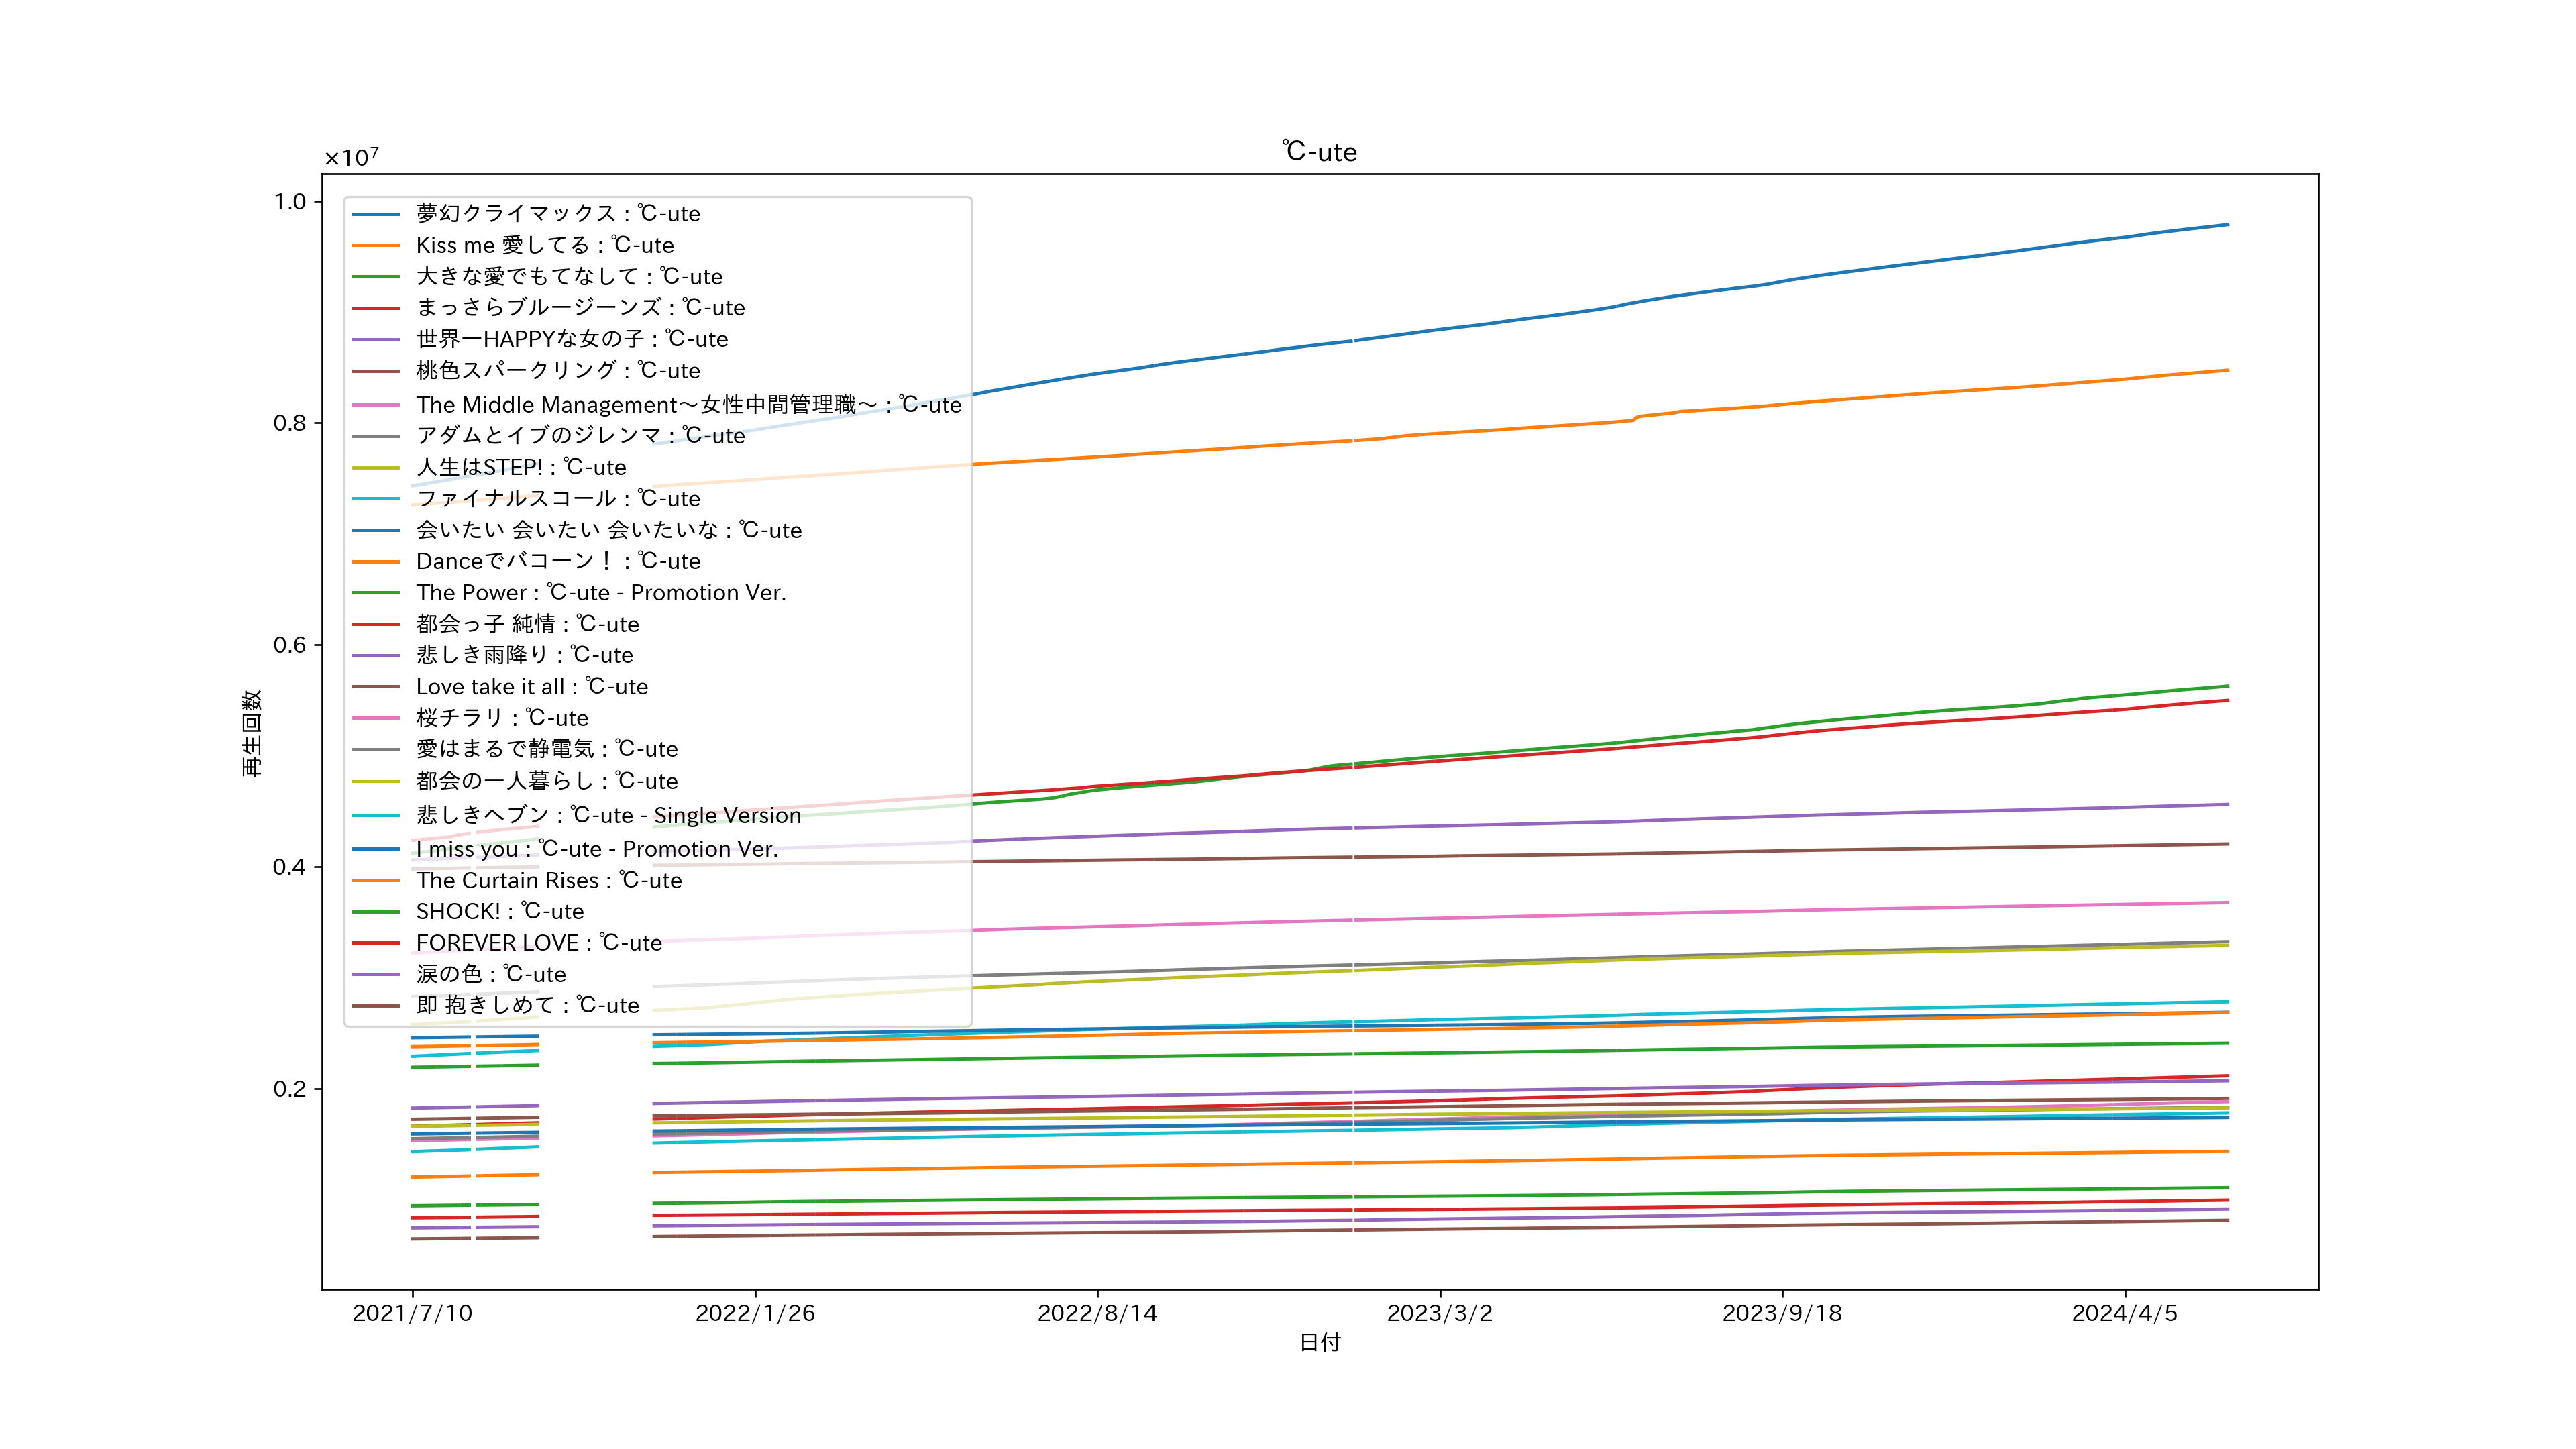 ℃-ute
×10⁷
1.0
0.8
0.6
0.4
0.2
再生回数
夢幻クライマックス : ℃-ute
Kiss me 愛してる : ℃-ute
大きな愛でもてなして : ℃-ute
まっさらブルージーンズ : ℃-ute
世界一HAPPYな女の子 : ℃-ute
桃色スパークリング : ℃-ute
The Middle Management〜女性中間管理職〜 : ℃-ute
アダムとイブのジレンマ : ℃-ute
人生はSTEP! : ℃-ute
ファイナルスコール : ℃-ute
会いたい 会いたい 会いたいな : ℃-ute
Danceでバコーン！ : ℃-ute
The Power : ℃-ute - Promotion Ver.
都会っ子 純情 : ℃-ute
悲しき雨降り : ℃-ute
Love take it all : ℃-ute
桜チラリ : ℃-ute
愛はまるで静電気 : ℃-ute
都会の一人暮らし : ℃-ute
悲しきヘブン : ℃-ute - Single Version
I miss you : ℃-ute - Promotion Ver.
The Curtain Rises : ℃-ute
SHOCK! : ℃-ute
FOREVER LOVE : ℃-ute
涙の色 : ℃-ute
即 抱きしめて : ℃-ute
2021/7/10 2022/1/26 2022/8/14 2023/3/2 2023/9/18 2024/4/5
日付